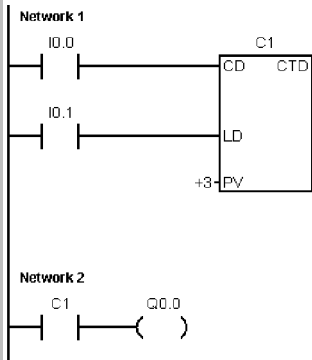 Network 1
I0.0
C1
CD CTD
I0.1
LD
+3 PV
Network 2
C1 Q0.0